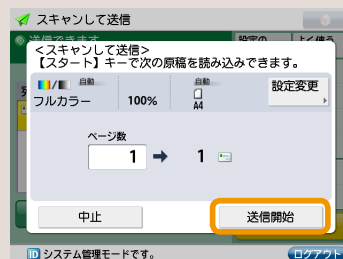 スキャンして送信
送信できます
設定の
よく使う
<スキャンして送信>
【スタート】キーで次の原稿を読み込みできます。
自動
フルカラー
100%
自動
A4
設定変更
ページ数
1 → 1
中止
送信開始
ID システム管理モードです。
ログアウト